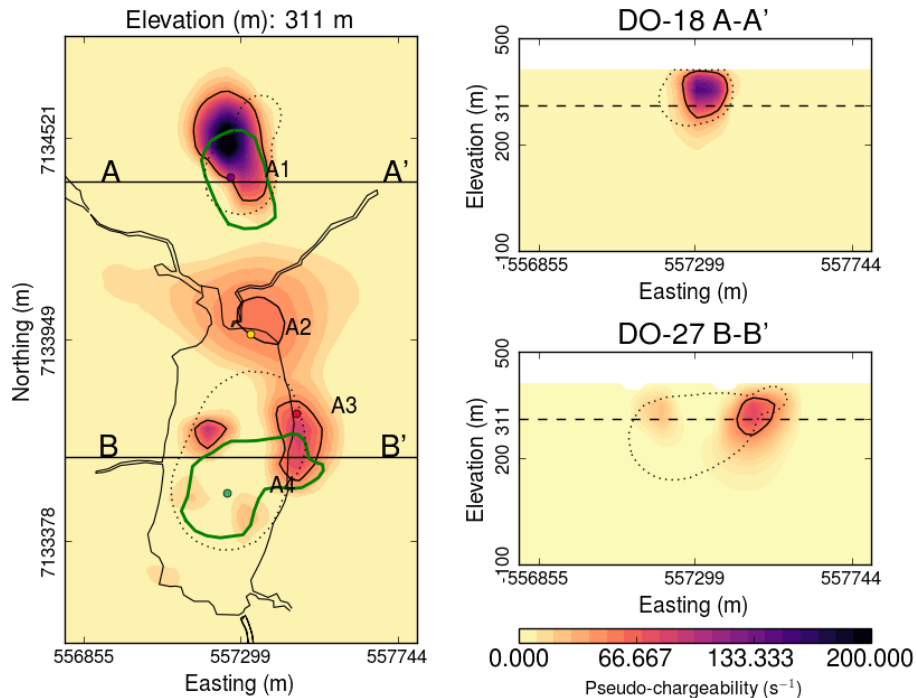 Elevation (m): 311 m
7134521
7133949
7133378
Northing (m)
A
A'
A1
A2
A3
B
B'
A4
556855
557299
557744
Easting (m)
DO-18 A-A'
500
311
200
-100
Elevation (m)
556855
557299
557744
Easting (m)
DO-27 B-B'
500
311
200
-100
Elevation (m)
556855
557299
557744
Easting (m)
0.000
66.667
133.333
200.000
Pseudo-chargeability (s⁻¹)